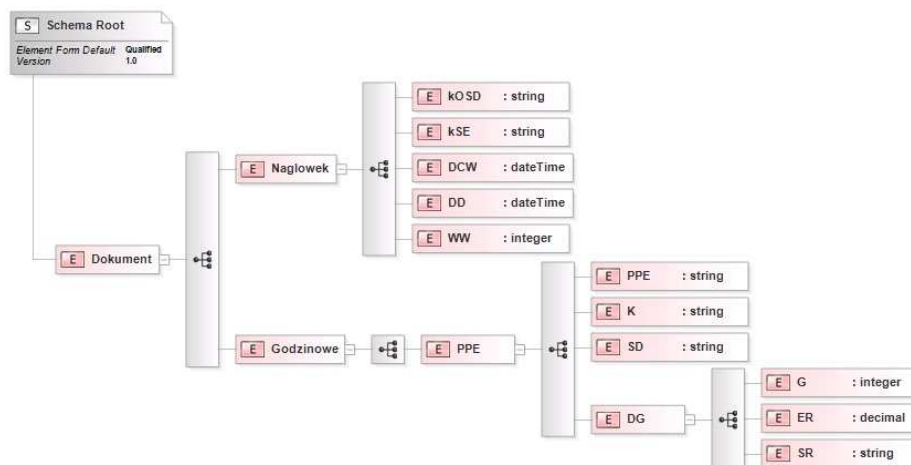 S Schema Root
Element Form Default Qualified
Version 1.0
E kOSD : string
E kSE : string
E Naglowek
E DCW : dateTime
E DD : dateTime
E WW : integer
E Dokument
E PPE : string
E K : string
E Godzinowe
E PPE
E SD : string
E G : integer
E DG
E ER : decimal
E SR : string